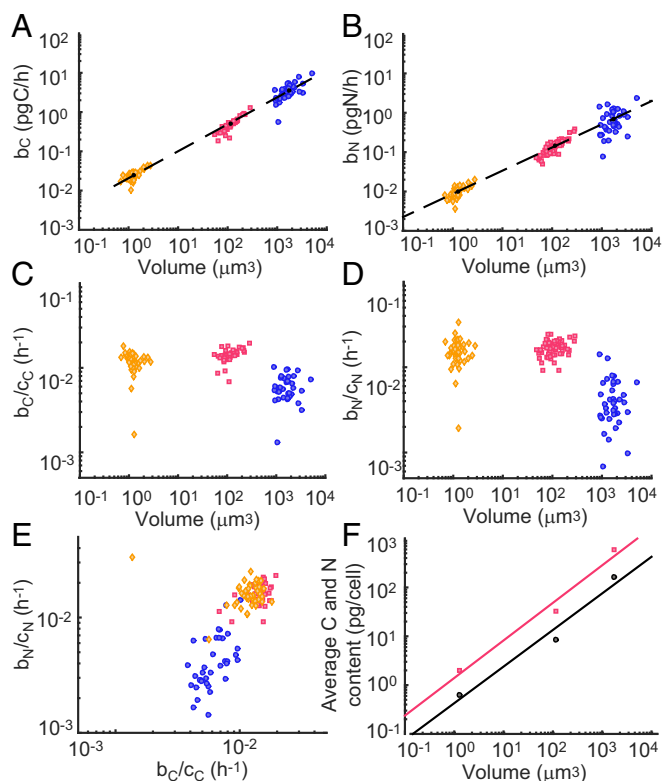 A
B
b_C (pgC/h)
10²
10¹
10⁰
10⁻¹
10⁻²
10⁻³
10⁻¹ 10⁰ 10¹ 10² 10³ 10⁴
Volume (μm³)
b_N (pgN/h)
10²
10¹
10⁰
10⁻¹
10⁻²
10⁻³
10⁻¹ 10⁰ 10¹ 10² 10³ 10⁴
Volume (μm³)
C
D
b_C/c_C (h⁻¹)
10⁻¹
10⁻²
10⁻³
10⁻¹ 10⁰ 10¹ 10² 10³ 10⁴
Volume (μm³)
b_N/c_N (h⁻¹)
10⁻¹
10⁻²
10⁻³
10⁻¹ 10⁰ 10¹ 10² 10³ 10⁴
Volume (μm³)
E
F
b_N/c_N (h⁻¹)
10⁻²
10⁻³
10⁻³ 10⁻²
b_C/c_C (h⁻¹)
Average C and N
content (pg/cell)
10³
10²
10¹
10⁰
10⁻¹
10⁻¹ 10⁰ 10¹ 10² 10³ 10⁴
Volume (μm³)